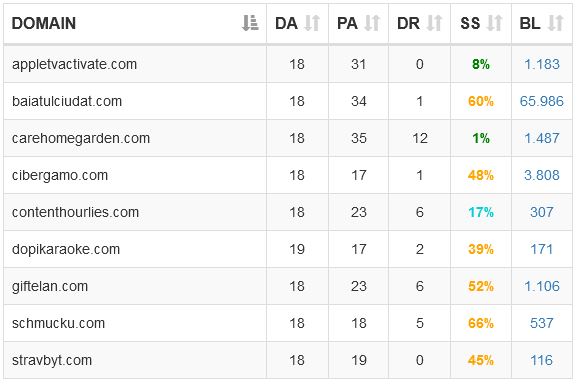 DOMAIN DA PA DR SS BL
appletvactivate.com 18 31 0 8% 1.183
baiatulciudat.com 18 34 1 60% 65.986
carehomegarden.com 18 35 12 1% 1.487
cibergamo.com 18 17 1 48% 3.808
contenthourlies.com 18 23 6 17% 307
dopikaraoke.com 19 17 2 39% 171
giftelan.com 18 23 6 52% 1.106
schmucku.com 18 18 5 66% 537
stravbyt.com 18 19 0 45% 116